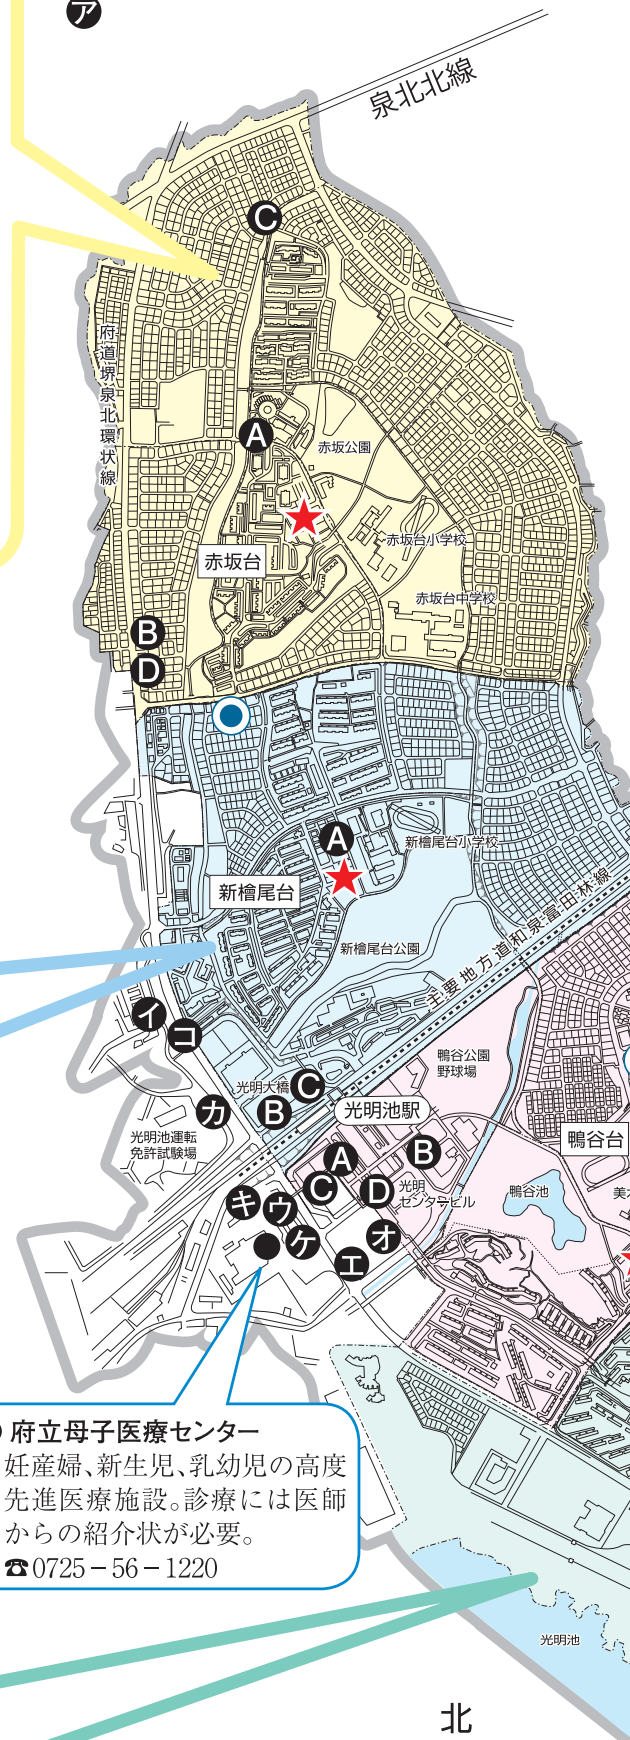 ア
泉北北線
C
府道堺泉北環状線
A
赤坂公園
赤坂台小学校
赤坂台
赤坂台中学校
B
D
A
新檜尾台小学校
新檜尾台
新檜尾台公園
主要地方道和泉富田林線
イ
コ
鴨谷公園
野球場
光明大橋
C
カ
B
光明池駅
光明池運転
免許試験場
鴨谷台
A
B
C
D
光明
センタービル
鴨谷池
キ
ウ
ケ
オ
エ
府立母子医療センター
妊産婦、新生児、乳幼児の高度
先進医療施設。診療には医師
からの紹介状が必要。
☎0725−56−1220
光明池
北